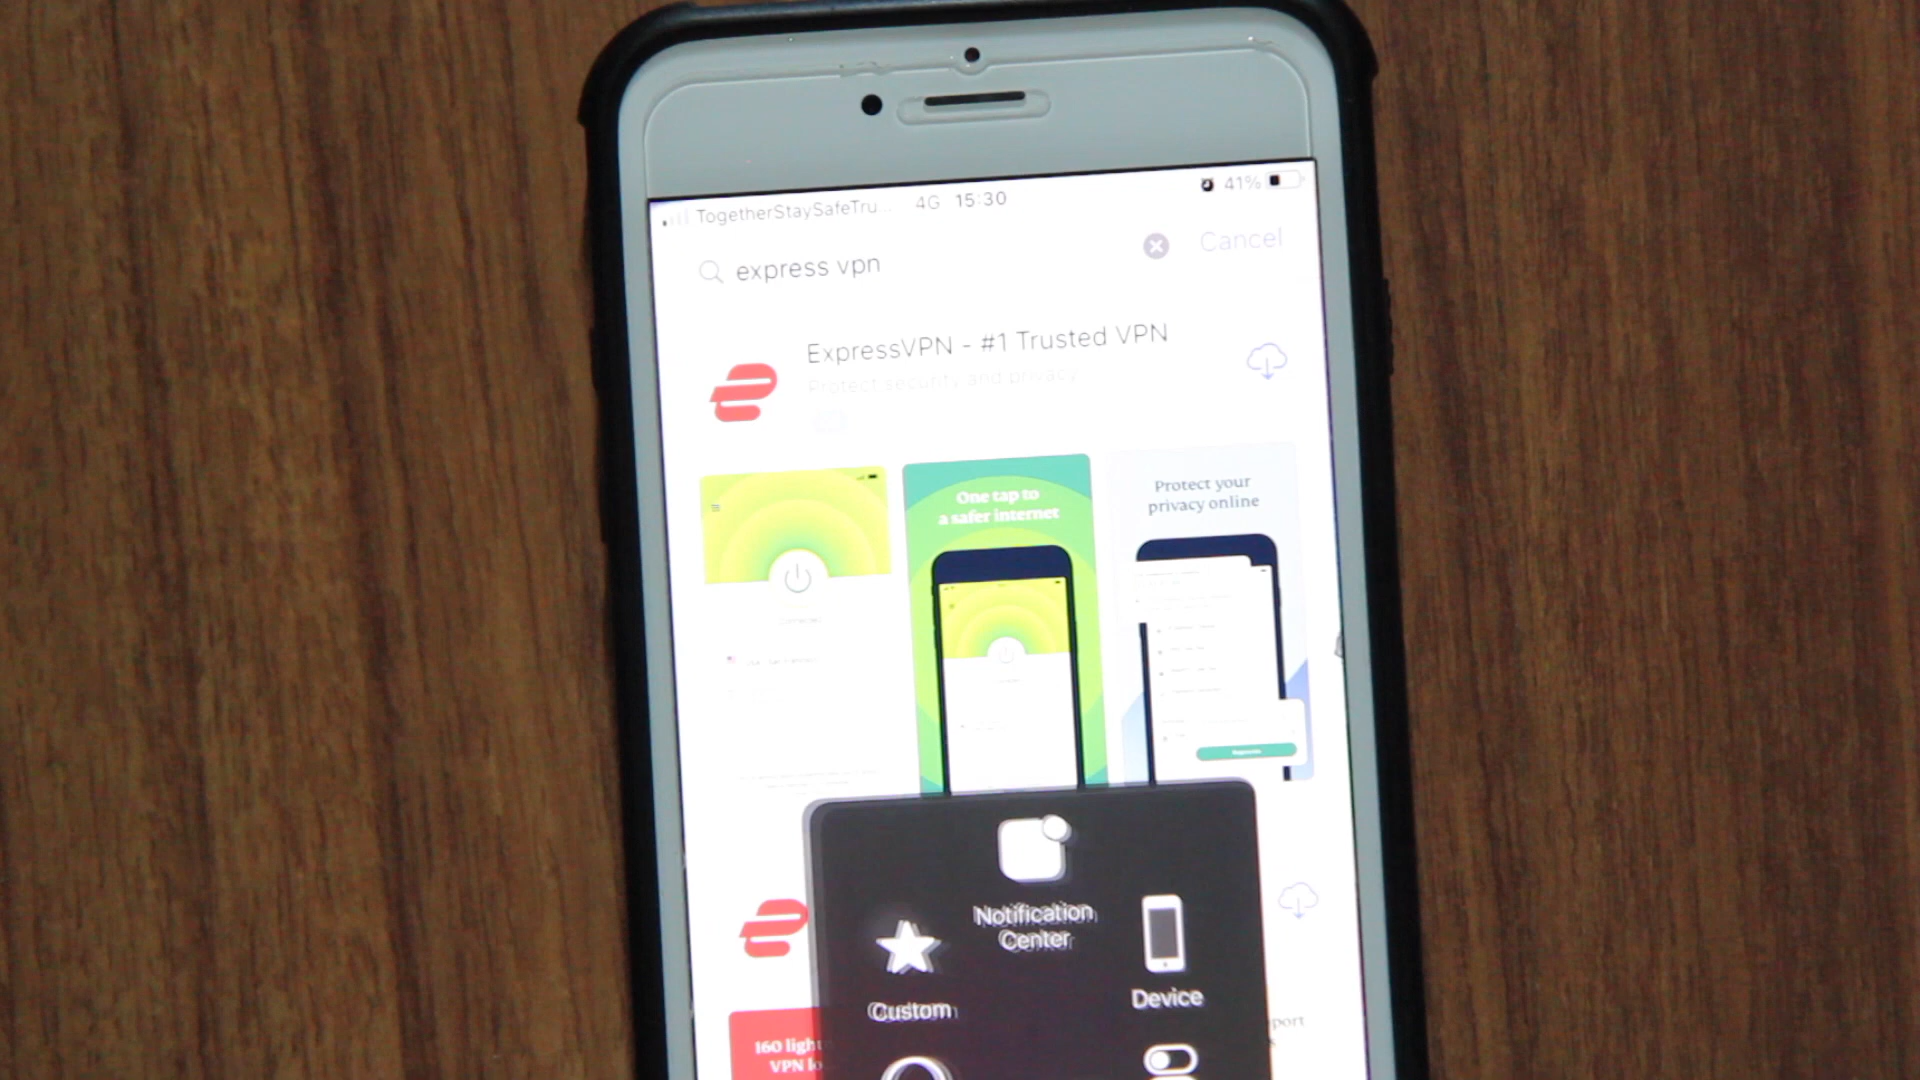 TogetherStaySafeTru... 4G 15:30 41%
express vpn Cancel
ExpressVPN - #1 Trusted VPN
Protect security and privacy
One tap to
a safer internet
Protect your
privacy online
Connected
Notification
Center
Custom
Device
160 light
VPN lo
port